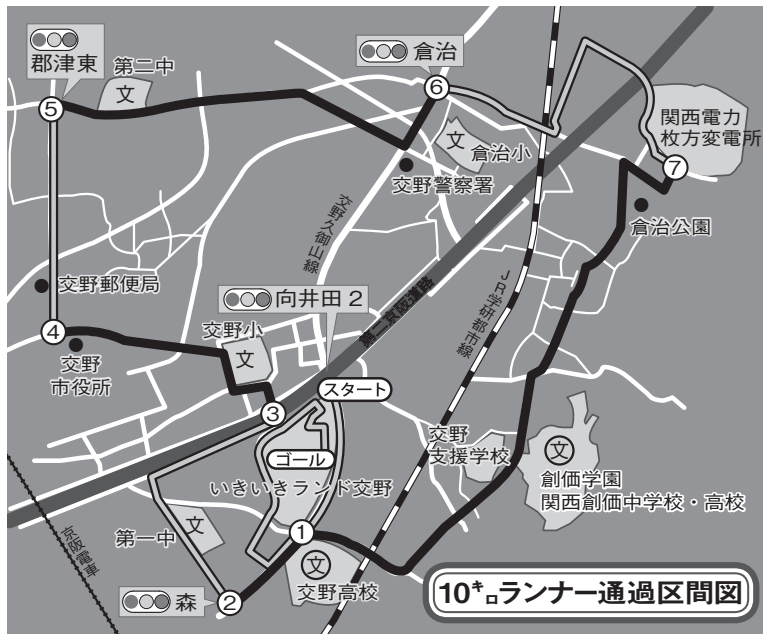 郡津東
第二中
文
⑤
倉治
⑥
文
倉治小
交野警察署
関西電力
枚方変電所
⑦
倉治公園
交野久御山線
第二京阪道路
JR学研都市線
交野郵便局
④
交野
市役所
交野小
文
向井田2
スタート
③
ゴール
いきいきランド交野
交野
支援学校
文
創価学園
関西創価中学校・高校
京阪電車
第一中
文
①
文
交野高校
森
②
10㌔ランナー通過区間図